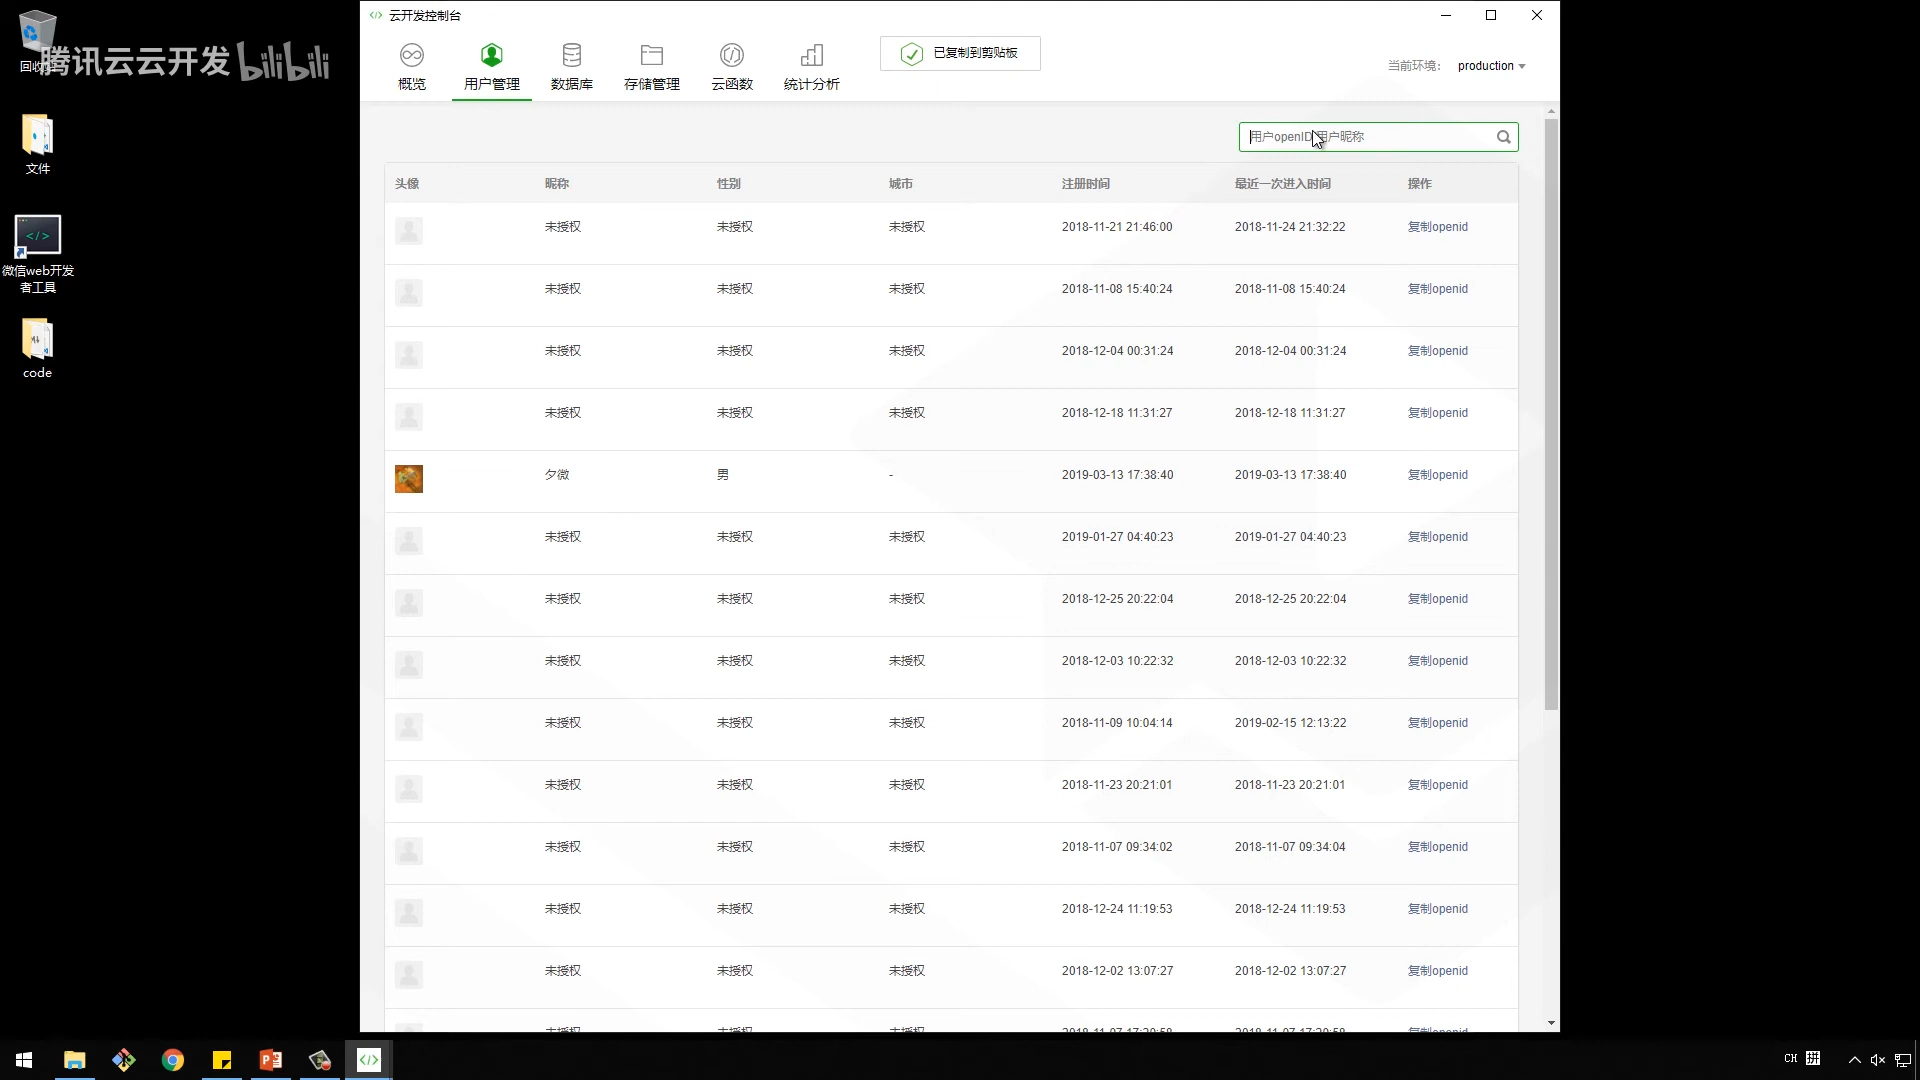 云开发控制台
腾讯云云开发 bilibili
文件
微信web开发
者工具
code
概览
用户管理
数据库
存储管理
云函数
统计分析
已复制到剪贴板
当前环境: production
头像 昵称 性别 城市 注册时间 最近一次进入时间 操作
未授权 未授权 未授权 2018-11-21 21:46:00 2018-11-24 21:32:22 复制openid
未授权 未授权 未授权 2018-11-08 15:40:24 2018-11-08 15:40:24 复制openid
未授权 未授权 未授权 2018-12-04 00:31:24 2018-12-04 00:31:24 复制openid
未授权 未授权 未授权 2018-12-18 11:31:27 2018-12-18 11:31:27 复制openid
夕微 男 - 2019-03-13 17:38:40 2019-03-13 17:38:40 复制openid
未授权 未授权 未授权 2019-01-27 04:40:23 2019-01-27 04:40:23 复制openid
未授权 未授权 未授权 2018-12-25 20:22:04 2018-12-25 20:22:04 复制openid
未授权 未授权 未授权 2018-12-03 10:22:32 2018-12-03 10:22:32 复制openid
未授权 未授权 未授权 2018-11-09 10:04:14 2019-02-15 12:13:22 复制openid
未授权 未授权 未授权 2018-11-23 20:21:01 2018-11-23 20:21:01 复制openid
未授权 未授权 未授权 2018-11-07 09:34:02 2018-11-07 09:34:04 复制openid
未授权 未授权 未授权 2018-12-24 11:19:53 2018-12-24 11:19:53 复制openid
未授权 未授权 未授权 2018-12-02 13:07:27 2018-12-02 13:07:27 复制openid
CH 拼